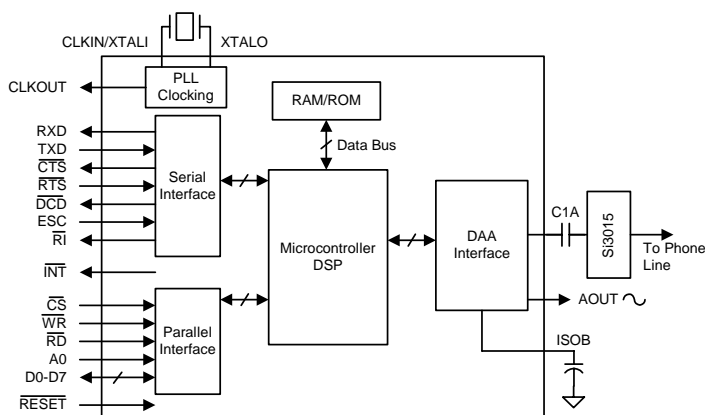 CLKIN/XTALI
XTALO
CLKOUT
PLL
Clocking
RAM/ROM
Data Bus
RXD
TXD
CTS
RTS
DCD
ESC
RI
Serial
Interface
INT
Microcontroller
DSP
DAA
Interface
C1A
Si3015
To Phone
Line
AOUT
ISOB
CS
WR
RD
A0
D0-D7
Parallel
Interface
RESET